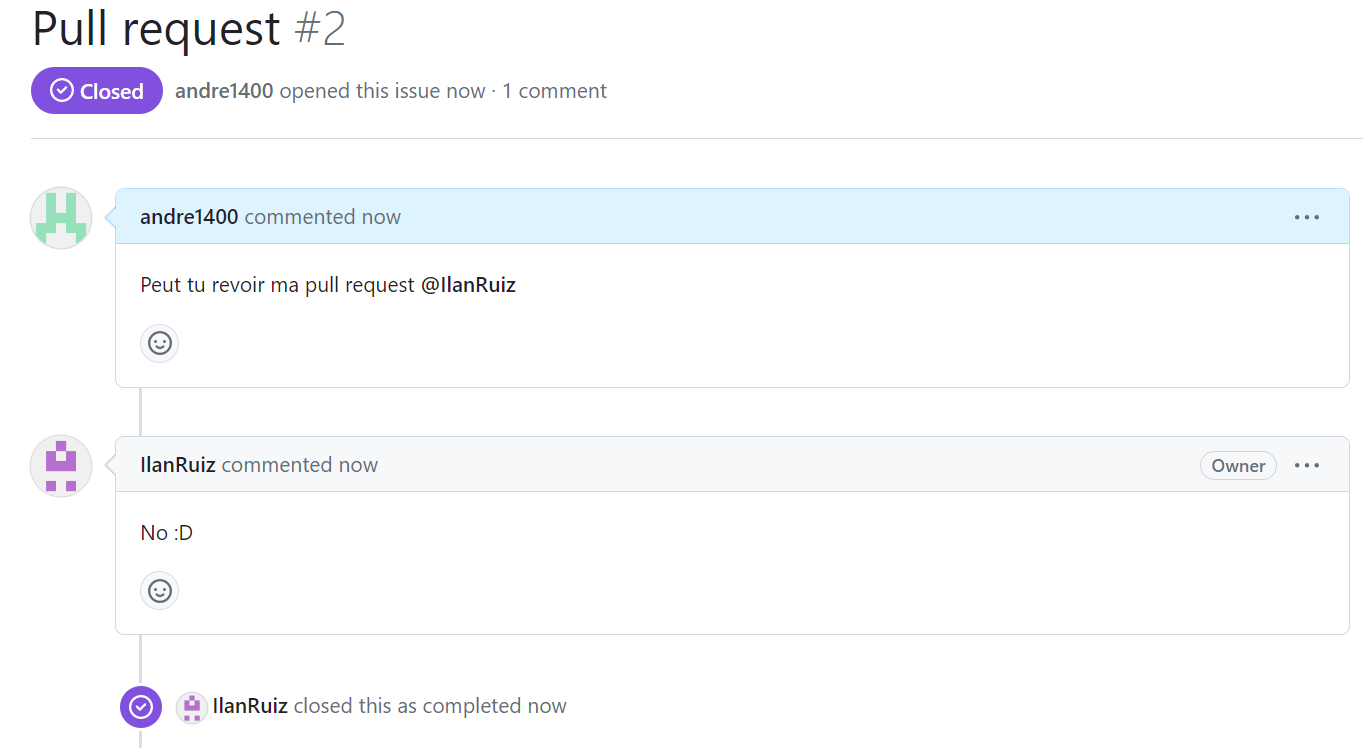 Pull request #2
Closed andre1400 opened this issue now · 1 comment
andre1400 commented now
Peut tu revoir ma pull request @IlanRuiz
IlanRuiz commented now Owner
No :D
IlanRuiz closed this as completed now